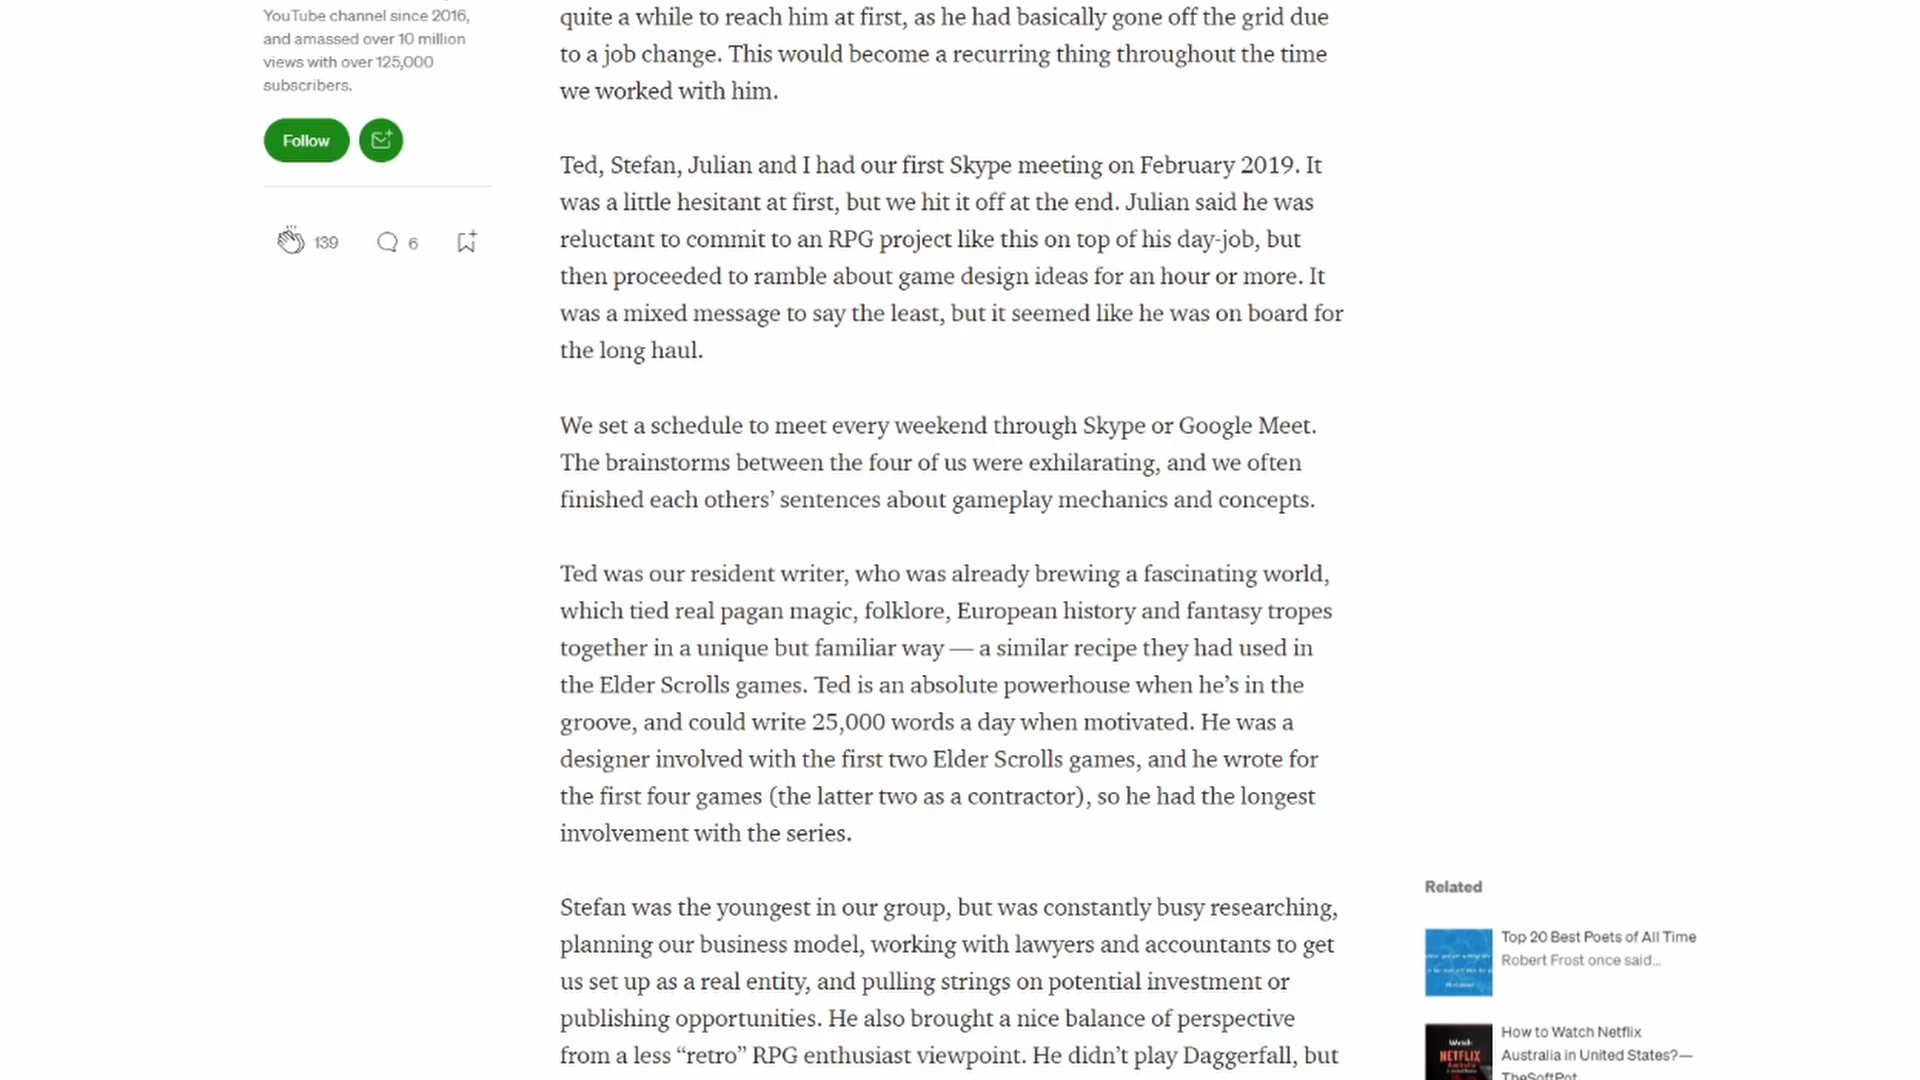 YouTube channel since 2016,
and amassed over 10 million
views with over 125,000
subscribers.
Follow
139
6
quite a while to reach him at first, as he had basically gone off the grid due
to a job change. This would become a recurring thing throughout the time
we worked with him.
Ted, Stefan, Julian and I had our first Skype meeting on February 2019. It
was a little hesitant at first, but we hit it off at the end. Julian said he was
reluctant to commit to an RPG project like this on top of his day-job, but
then proceeded to ramble about game design ideas for an hour or more. It
was a mixed message to say the least, but it seemed like he was on board for
the long haul.
We set a schedule to meet every weekend through Skype or Google Meet.
The brainstorms between the four of us were exhilarating, and we often
finished each others’ sentences about gameplay mechanics and concepts.
Ted was our resident writer, who was already brewing a fascinating world,
which tied real pagan magic, folklore, European history and fantasy tropes
together in a unique but familiar way — a similar recipe they had used in
the Elder Scrolls games. Ted is an absolute powerhouse when he’s in the
groove, and could write 25,000 words a day when motivated. He was a
designer involved with the first two Elder Scrolls games, and he wrote for
the first four games (the latter two as a contractor), so he had the longest
involvement with the series.
Stefan was the youngest in our group, but was constantly busy researching,
planning our business model, working with lawyers and accountants to get
us set up as a real entity, and pulling strings on potential investment or
publishing opportunities. He also brought a nice balance of perspective
from a less “retro” RPG enthusiast viewpoint. He didn’t play Daggerfall, but
Related
Top 20 Best Poets of All Time
Robert Frost once said...
How to Watch Netflix
Australia in United States?—
TheSoftPot
NETFLIX